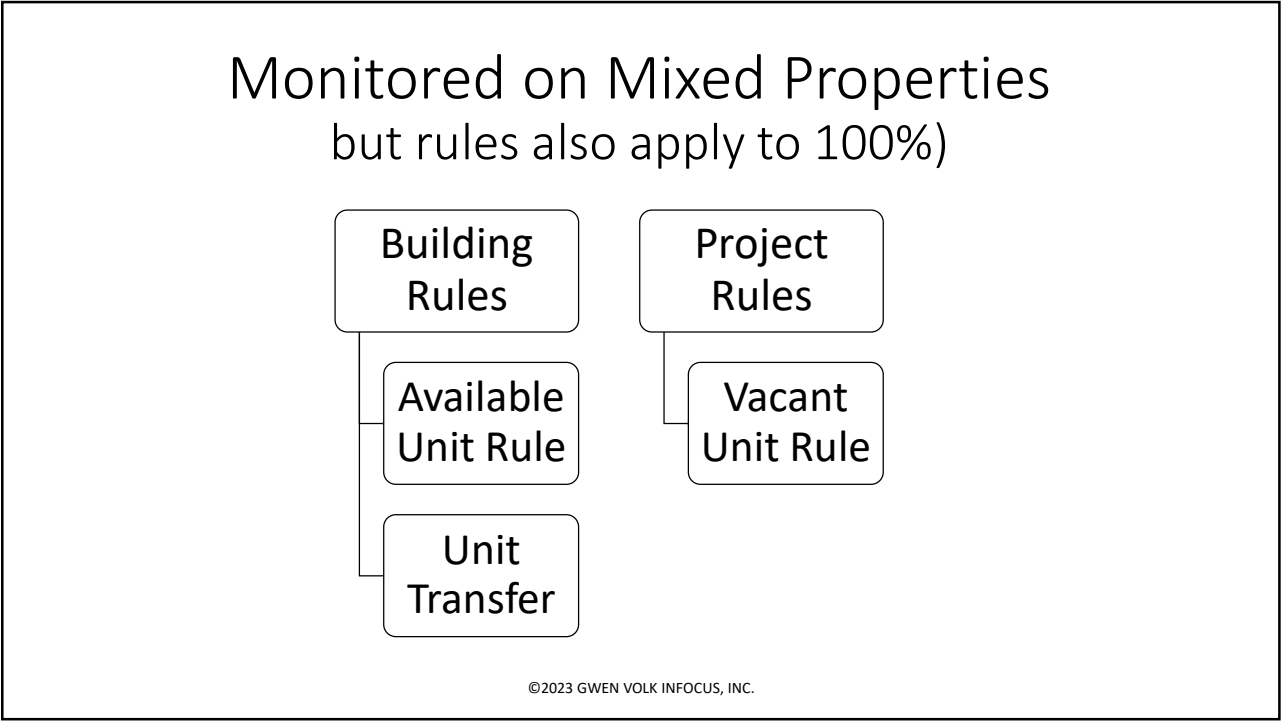 Monitored on Mixed Properties
but rules also apply to 100%)
Building
Rules
Available
Unit Rule
Unit
Transfer
Project
Rules
Vacant
Unit Rule
©2023 GWEN VOLK INFOCUS, INC.